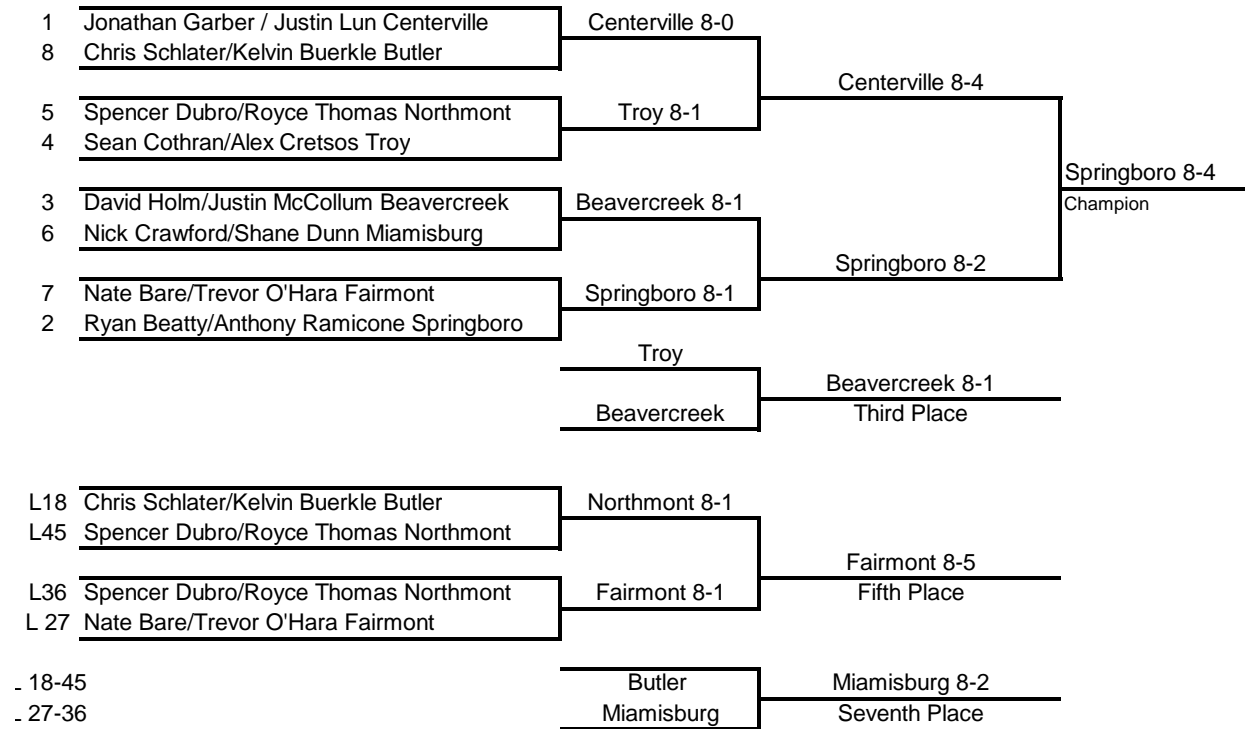 1 Jonathan Garber / Justin Lun Centerville Centerville 8-0
8 Chris Schlater/Kelvin Buerkle Butler
Centerville 8-4
5 Spencer Dubro/Royce Thomas Northmont Troy 8-1
4 Sean Cothran/Alex Cretsos Troy
Springboro 8-4
3 David Holm/Justin McCollum Beavercreek Beavercreek 8-1
Champion
6 Nick Crawford/Shane Dunn Miamisburg
Springboro 8-2
7 Nate Bare/Trevor O'Hara Fairmont Springboro 8-1
2 Ryan Beatty/Anthony Ramicone Springboro
Troy
Beavercreek 8-1
Beavercreek Third Place
L18 Chris Schlater/Kelvin Buerkle Butler Northmont 8-1
L45 Spencer Dubro/Royce Thomas Northmont
Fairmont 8-5
L36 Spencer Dubro/Royce Thomas Northmont Fairmont 8-1 Fifth Place
L 27 Nate Bare/Trevor O'Hara Fairmont
18-45 Butler Miamisburg 8-2
27-36 Miamisburg Seventh Place